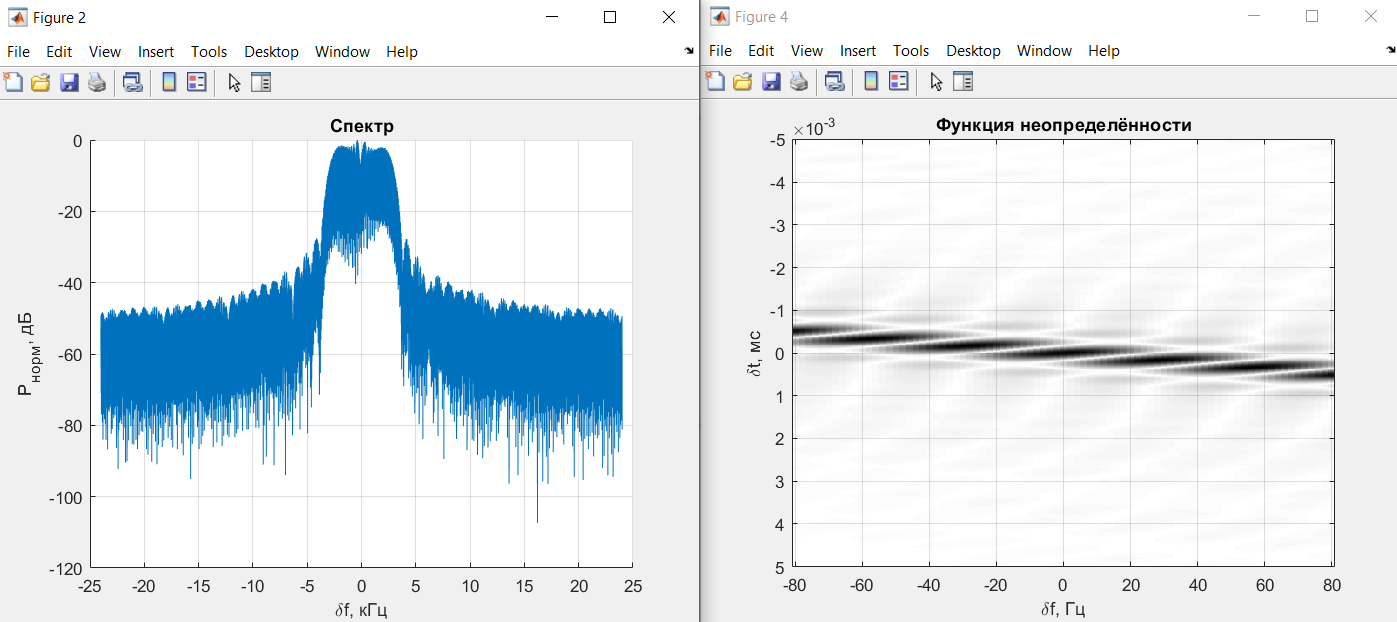 Figure 2
File Edit View Insert Tools Desktop Window Help
Спектр
0
-20
-40
-60
-80
-100
-120
P норм, дБ
-25 -20 -15 -10 -5 0 5 10 15 20 25
δf, кГц
Figure 4
File Edit View Insert Tools Desktop Window Help
×10-3
Функция неопределённости
-5
-4
-3
-2
-1
0
1
2
3
4
5
δt, мс
-80 -60 -40 -20 0 20 40 60 80
δf, Гц